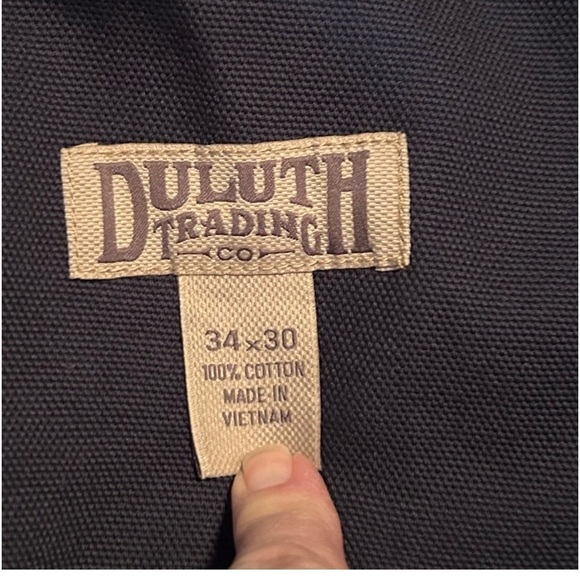 DULUTH
TRADING
CO
34x30
100% COTTON
MADE IN
VIETNAM